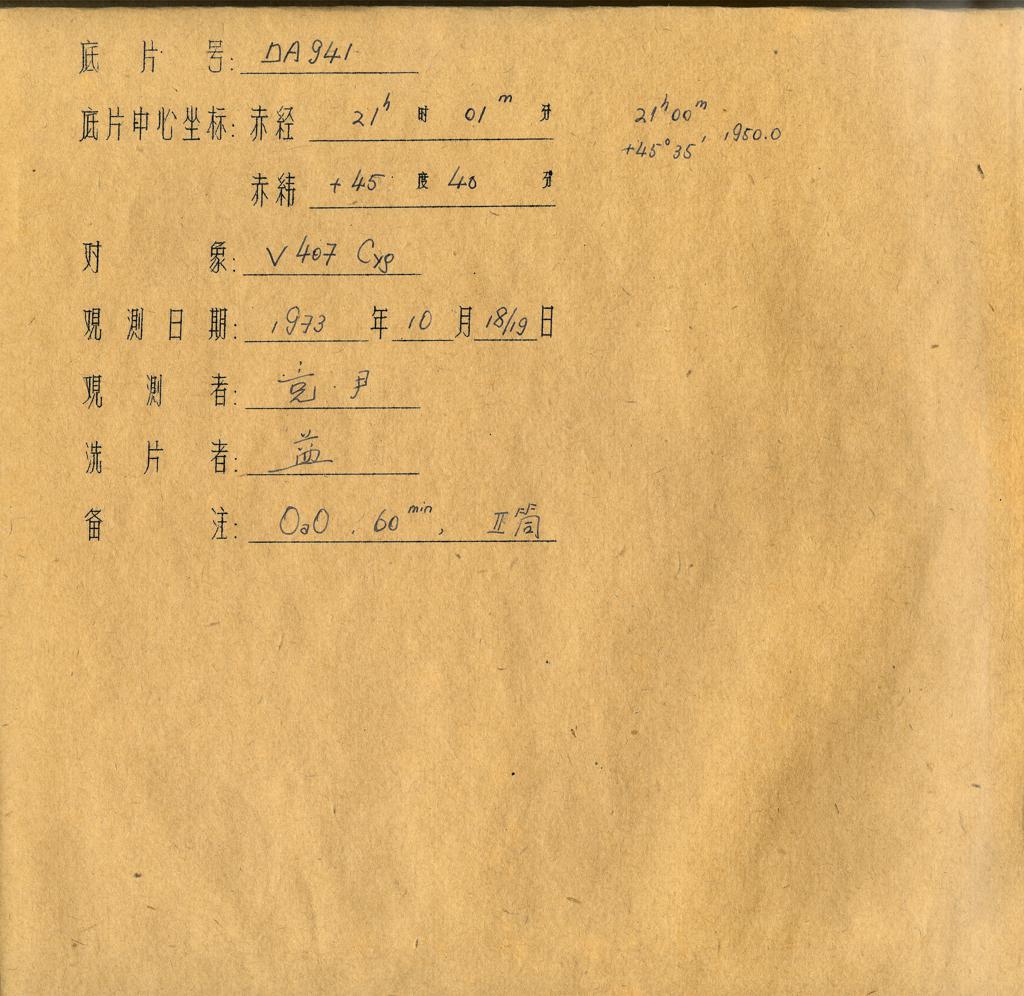 底片号: DA941
底片中心坐标: 赤经 21h 时 01m 分
21h00m
+45°35′, 1950.0
赤纬 +45 度 40 分
对象: V407 Cyg
观测日期: 1973 年 10 月 18/19 日
观测者: 竞 尹
洗片者:
备注: OaO. 60min, II筒